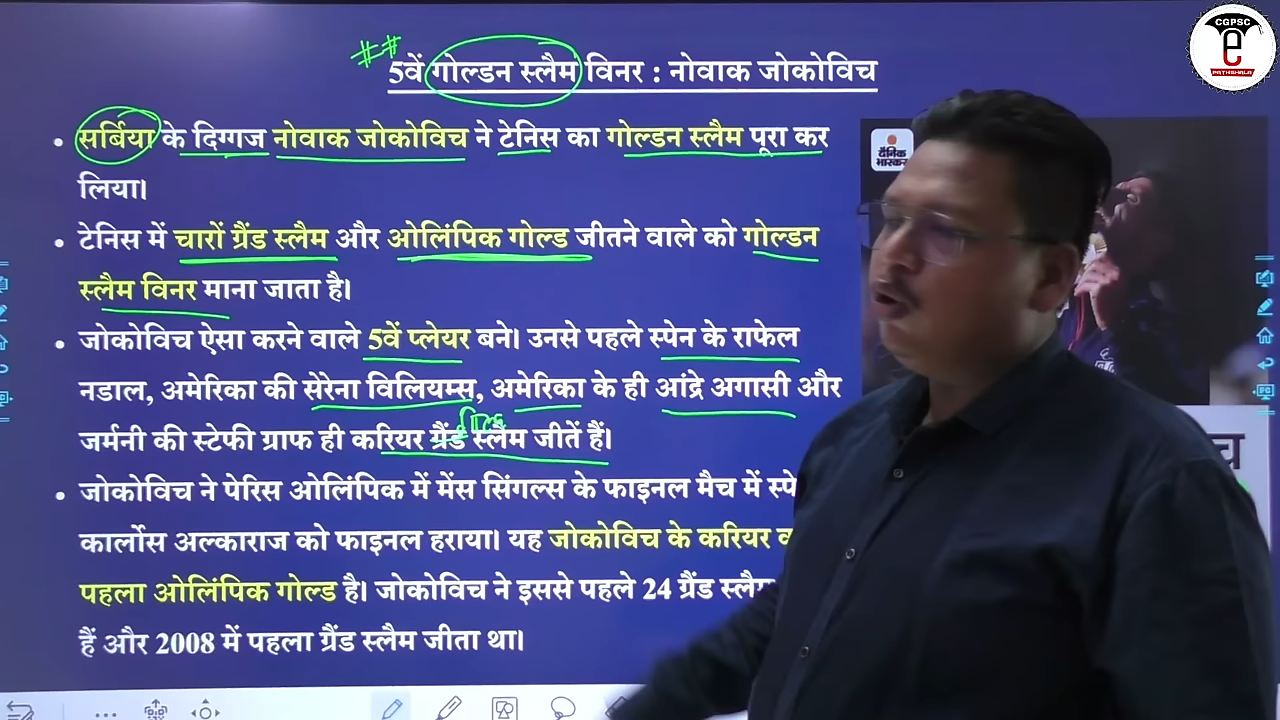 CGPSC
e
PATHSHALA
## 5वें गोल्डन स्लैम विनर : नोवाक जोकोविच
• सर्बिया के दिग्गज नोवाक जोकोविच ने टेनिस का गोल्डन स्लैम पूरा कर
लिया।
दैनिक
भास्कर
• टेनिस में चारों ग्रैंड स्लैम और ओलिंपिक गोल्ड जीतने वाले को गोल्डन
स्लैम विनर माना जाता है।
• जोकोविच ऐसा करने वाले 5वें प्लेयर बने। उनसे पहले स्पेन के राफेल
नडाल, अमेरिका की सेरेना विलियम्स, अमेरिका के ही आंद्रे अगासी और
जर्मनी की स्टेफी ग्राफ ही करियर ग्रैंड स्लैम जीतें हैं।
• जोकोविच ने पेरिस ओलिंपिक में मेंस सिंगल्स के फाइनल मैच में
कार्लोस अल्काराज को फाइनल हराया। यह जोकोविच के करियर
पहला ओलिंपिक गोल्ड है। जोकोविच ने इससे पहले 24 ग्रैंड स्लैम
हैं और 2008 में पहला ग्रैंड स्लैम जीता था।